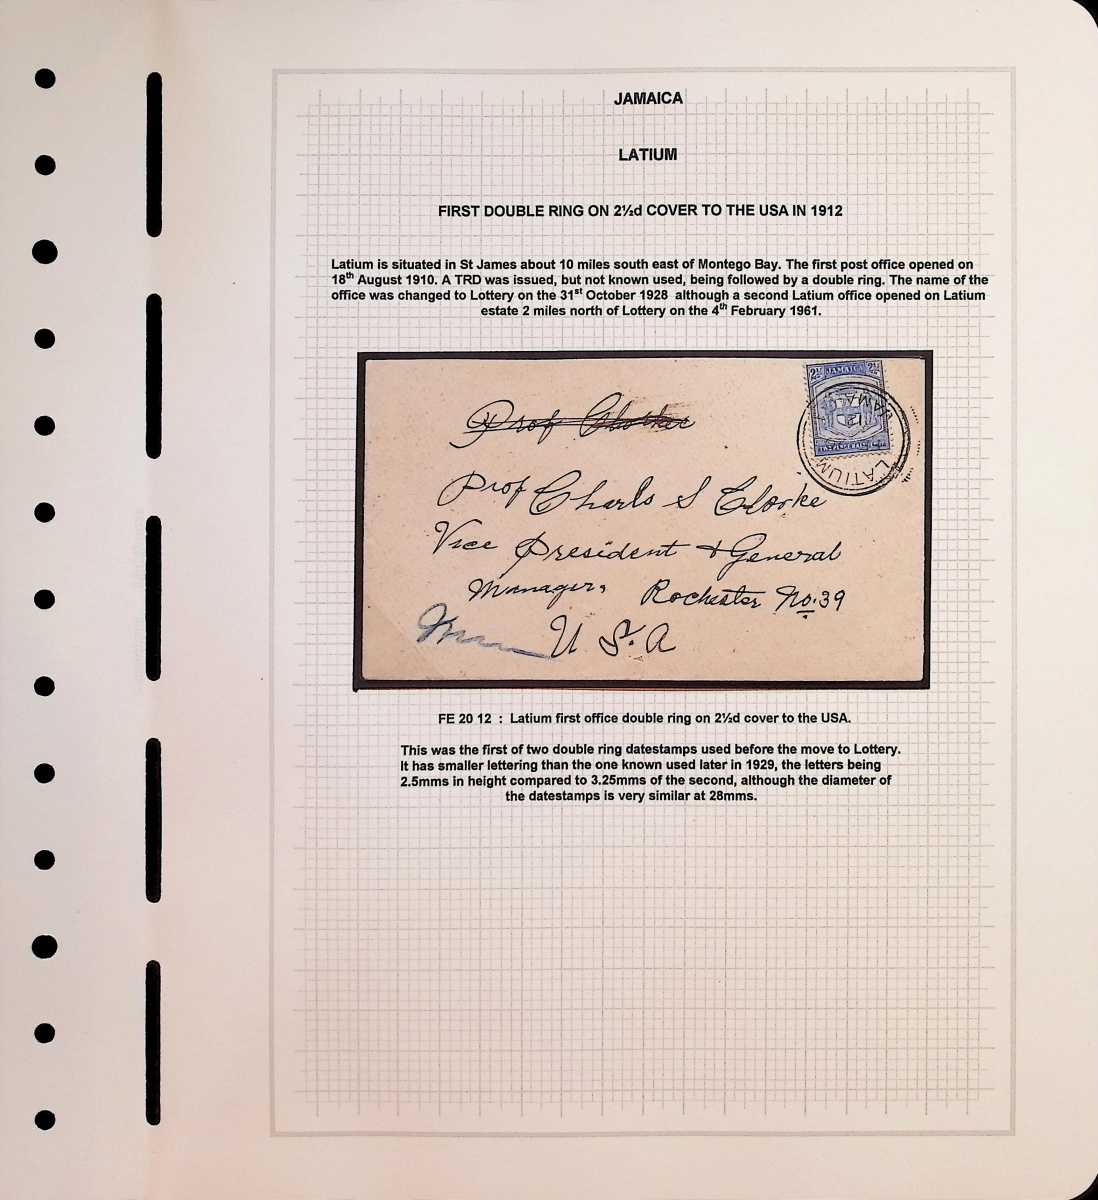 JAMAICA
LATIUM
FIRST DOUBLE RING ON 2½d COVER TO THE USA IN 1912
Latium is situated in St James about 10 miles south east of Montego Bay. The first post office opened on
18th August 1910. A TRD was issued, but not known used, being followed by a double ring. The name of the
office was changed to Lottery on the 31st October 1928 although a second Latium office opened on Latium
estate 2 miles north of Lottery on the 4th February 1961.
2½ JAMAICA 2½
JAMAICA
12
LATIUM
Prof Clorke
Prof Charls S Clorke
Vice President & General
Manager, Rochester No. 39
U. S. A
FE 20 12 : Latium first office double ring on 2½d cover to the USA.
This was the first of two double ring datestamps used before the move to Lottery.
It has smaller lettering than the one known used later in 1929, the letters being
2.5mms in height compared to 3.25mms of the second, although the diameter of
the datestamps is very similar at 28mms.